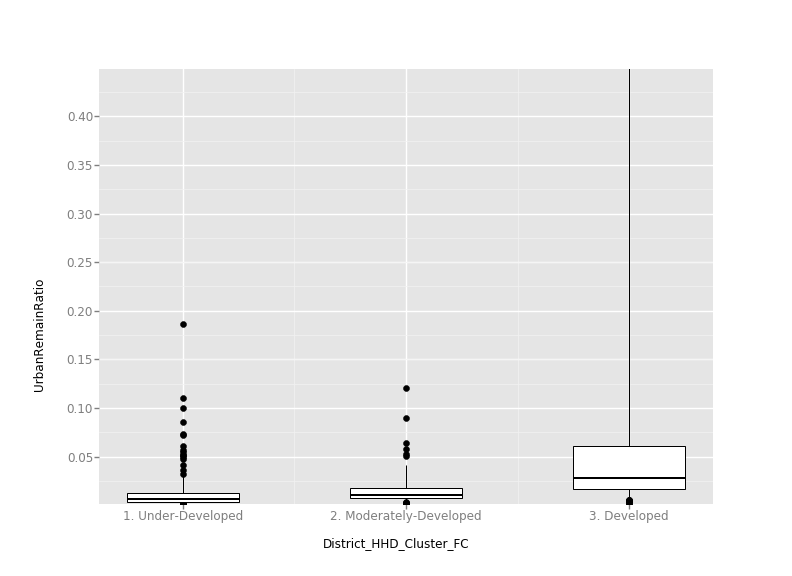 0.40
0.35
0.30
0.25
0.20
0.15
0.10
0.05
UrbanRemainRatio
1. Under-Developed
2. Moderately-Developed
3. Developed
District_HHD_Cluster_FC